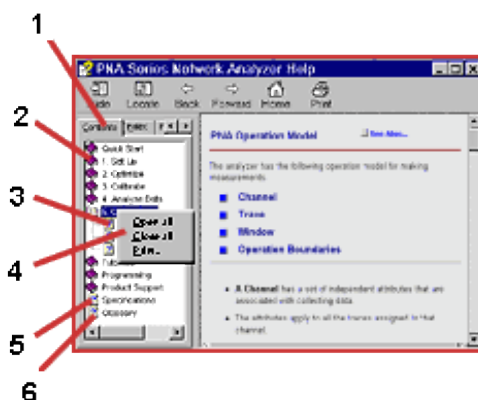 1
PNA Series Network Analyzer Help
Hide Locate Back Forward Home Print
Contents Index
2
Quick Start
1. Set Up
2. Optimize
3. Calibrate
4. Analyze Data
3
4
Open all
Close all
Print...
Tutorials
Programming
Product Support
5
Specifications
6
Glossary
PNA Operation Model
See Also...
The analyzer has the following operation model for making
measurements.
Channel
Trace
Window
Operation Boundaries
A Channel has a set of independent attributes that are
associated with collecting data.
The attributes apply to all the traces assigned to that
channel.